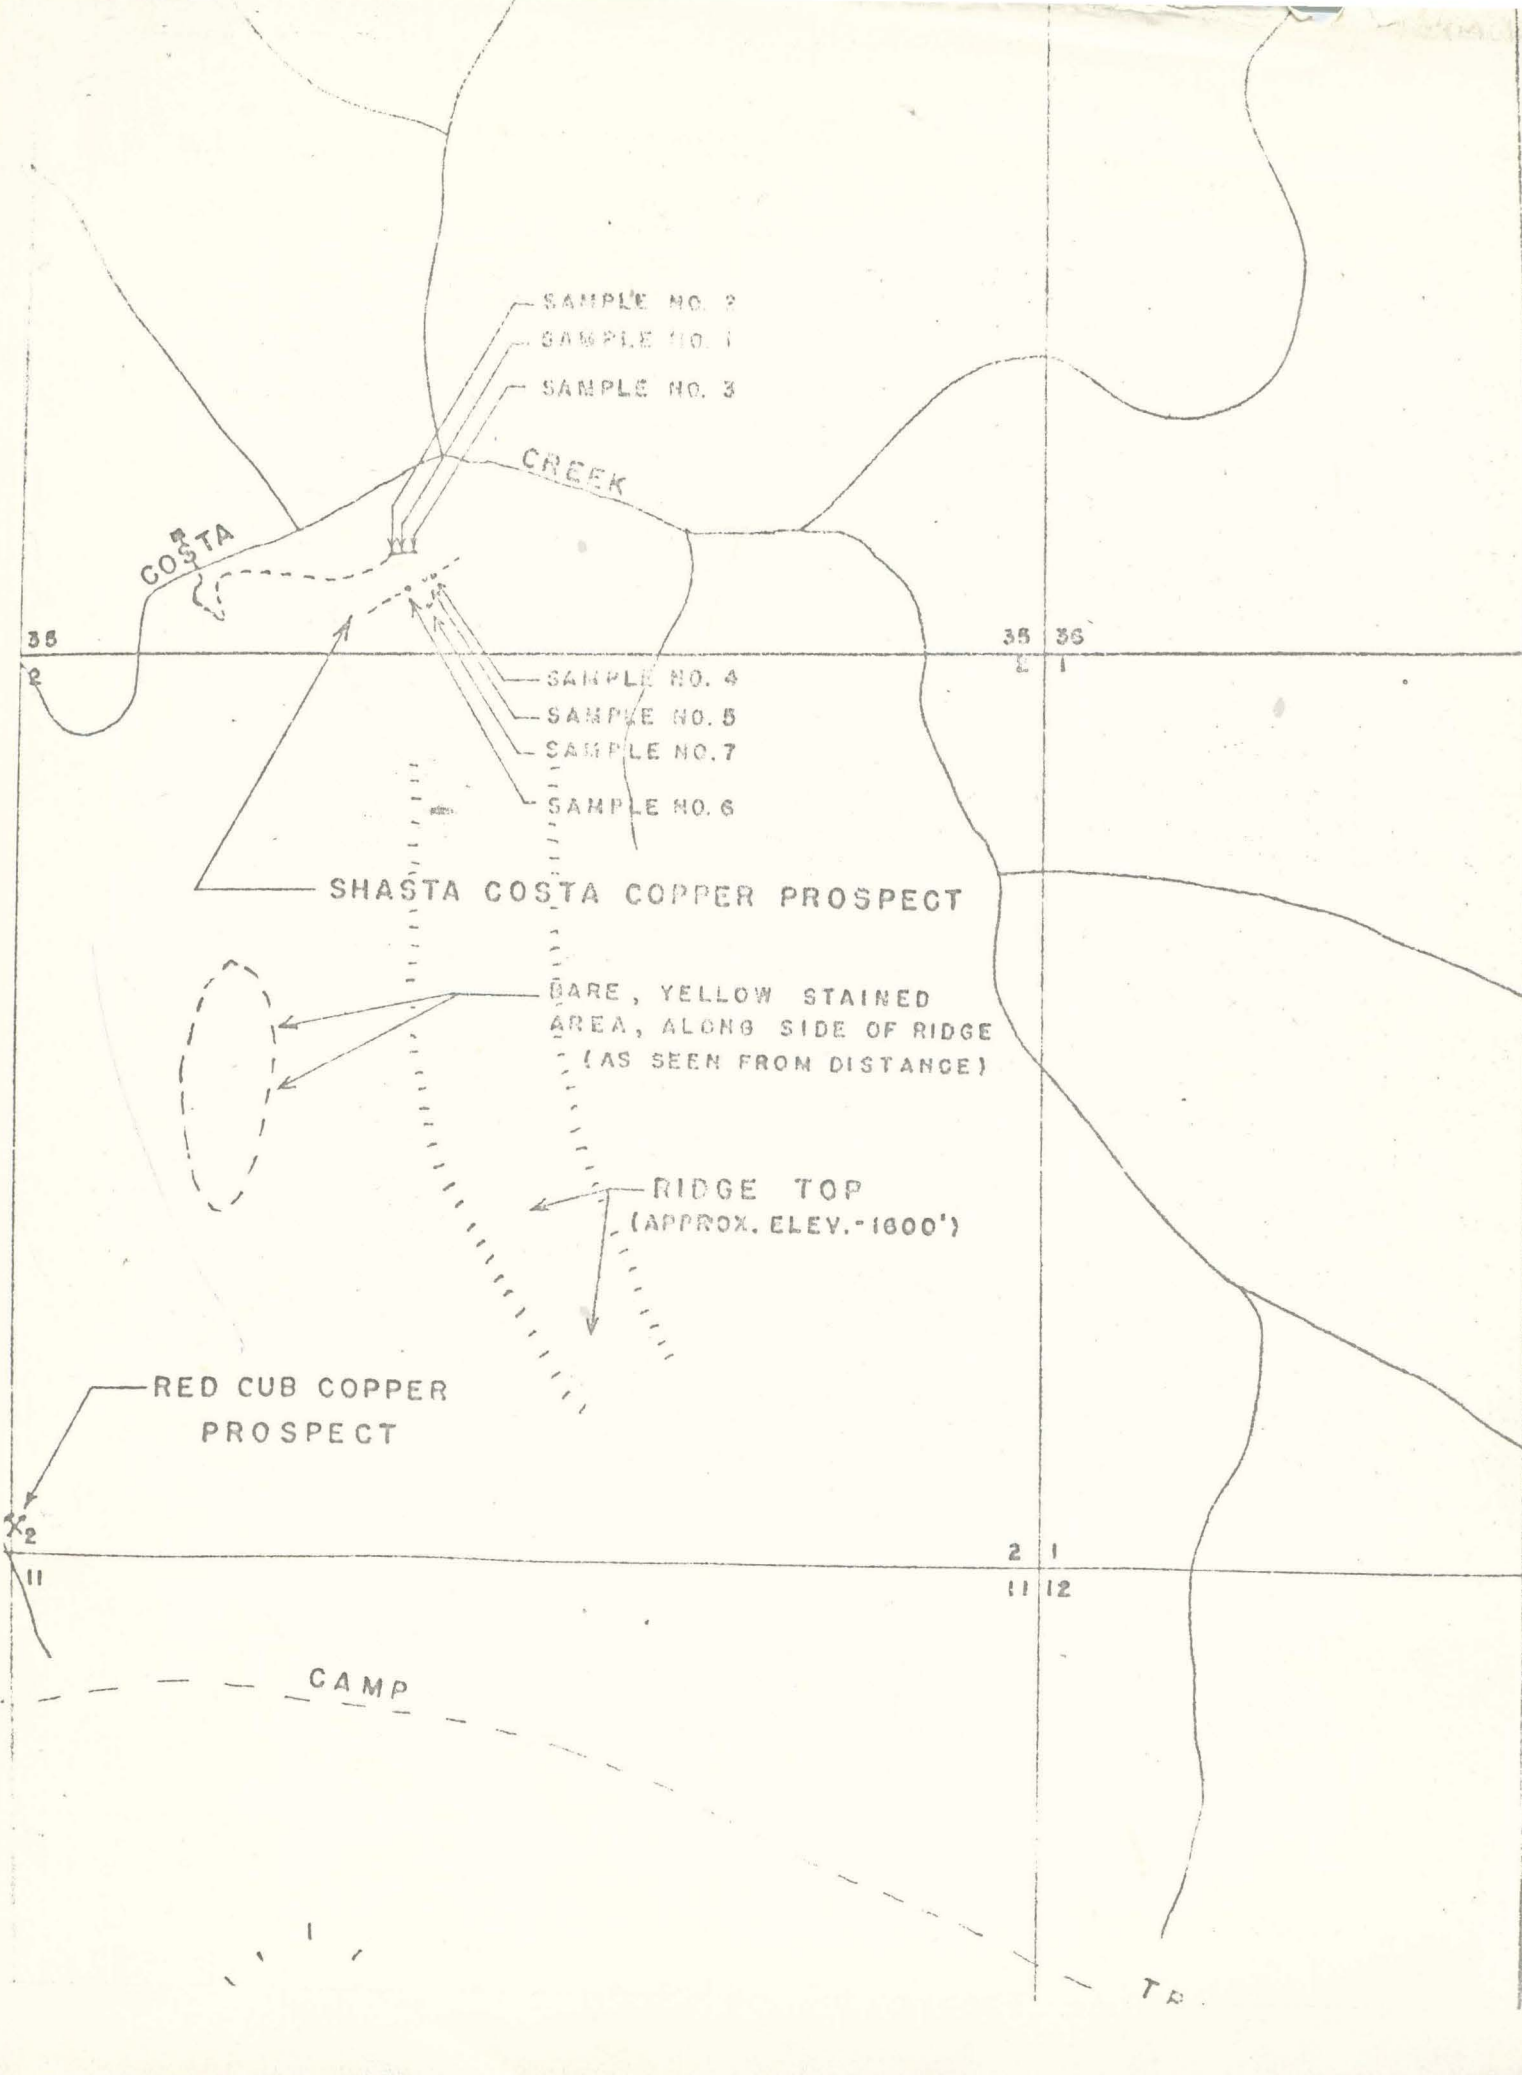 SAMPLE NO. 2
SAMPLE NO. 1
SAMPLE NO. 3
CREEK
COSTA
35
2
35 36
2 1
SAMPLE NO. 4
SAMPLE NO. 5
SAMPLE NO. 7
SAMPLE NO. 6
SHASTA COSTA COPPER PROSPECT
BARE, YELLOW STAINED
AREA, ALONG SIDE OF RIDGE
(AS SEEN FROM DISTANCE)
RIDGE TOP
(APPROX. ELEV.-1600')
RED CUB COPPER
PROSPECT
2
11
2 1
11 12
CAMP
TR.